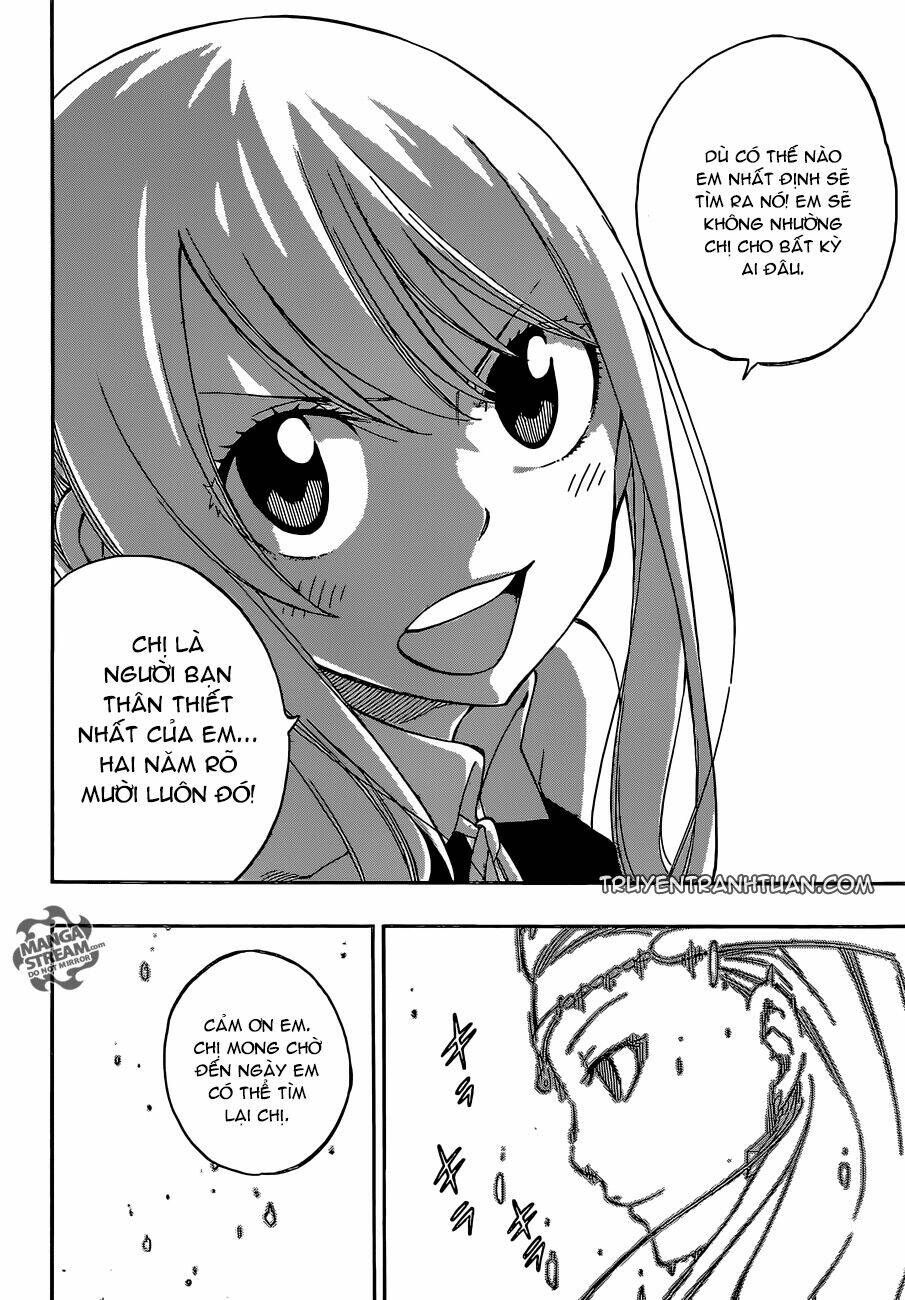 DÙ CÓ THẾ NÀO
EM NHẤT ĐỊNH SẼ
TÌM RA NÓ! EM SẼ
KHÔNG NHƯỜNG
CHỊ CHO BẤT KỲ
AI ĐÂU.
CHỊ LÀ
NGƯỜI BẠN
THÂN THIẾT
NHẤT CỦA EM...
HAI NĂM RÕ
MƯỜI LUÔN ĐÓ!
TRUYENTRANHTUAN.COM
MANGA
STREAM.com
DO NOT MIRROR
CẢM ƠN EM.
CHỊ MONG CHỜ
ĐẾN NGÀY EM
CÓ THỂ TÌM
LẠI CHỊ.